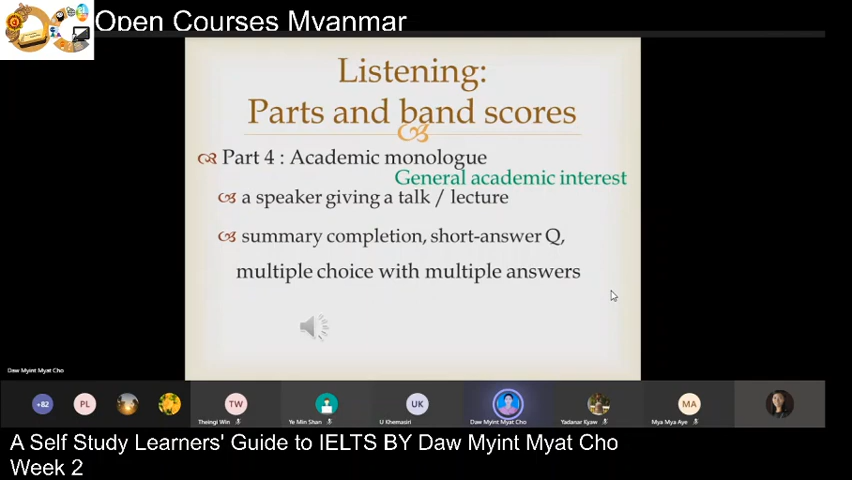 Open Courses Myanmar
Listening:
Parts and band scores
Part 4 : Academic monologue
General academic interest
a speaker giving a talk / lecture
summary completion, short-answer Q,
multiple choice with multiple answers
Daw Myint Myat Cho
+82
PL
TW
UK
MA
Theingi Win
Ye Min Shan
U Khemasiri
Daw Myint Myat Cho
Yadanar Kyaw
Mya Mya Aye
A Self Study Learners' Guide to IELTS BY Daw Myint Myat Cho
Week 2